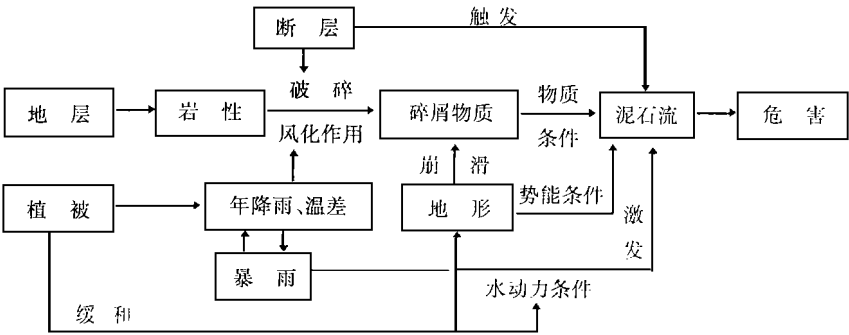 断 层
触 发
破 碎
物质
地 层
岩 性
碎屑物质
泥石流
危 害
风化作用
条件
崩 滑
植 被
年降雨、温差
地 形
势能条件
激
发
暴 雨
水动力条件
缓 和